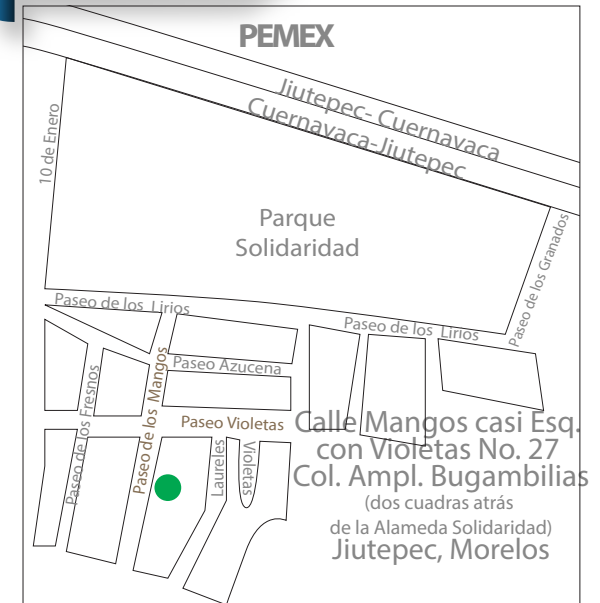 PEMEX
Jiutepec- Cuernavaca
Cuernavaca-Jiutepec
10 de Enero
Parque
Solidaridad
Paseo de los Granados
Paseo de los Lirios
Paseo de los Lirios
Paseo Azucena
Paseo de los Fresnos
Paseo de los Mangos
Paseo Violetas
Laureles
Violetas
Calle Mangos casi Esq.
con Violetas No. 27
Col. Ampl. Bugambilias
(dos cuadras atrás
de la Alameda Solidaridad)
Jiutepec, Morelos